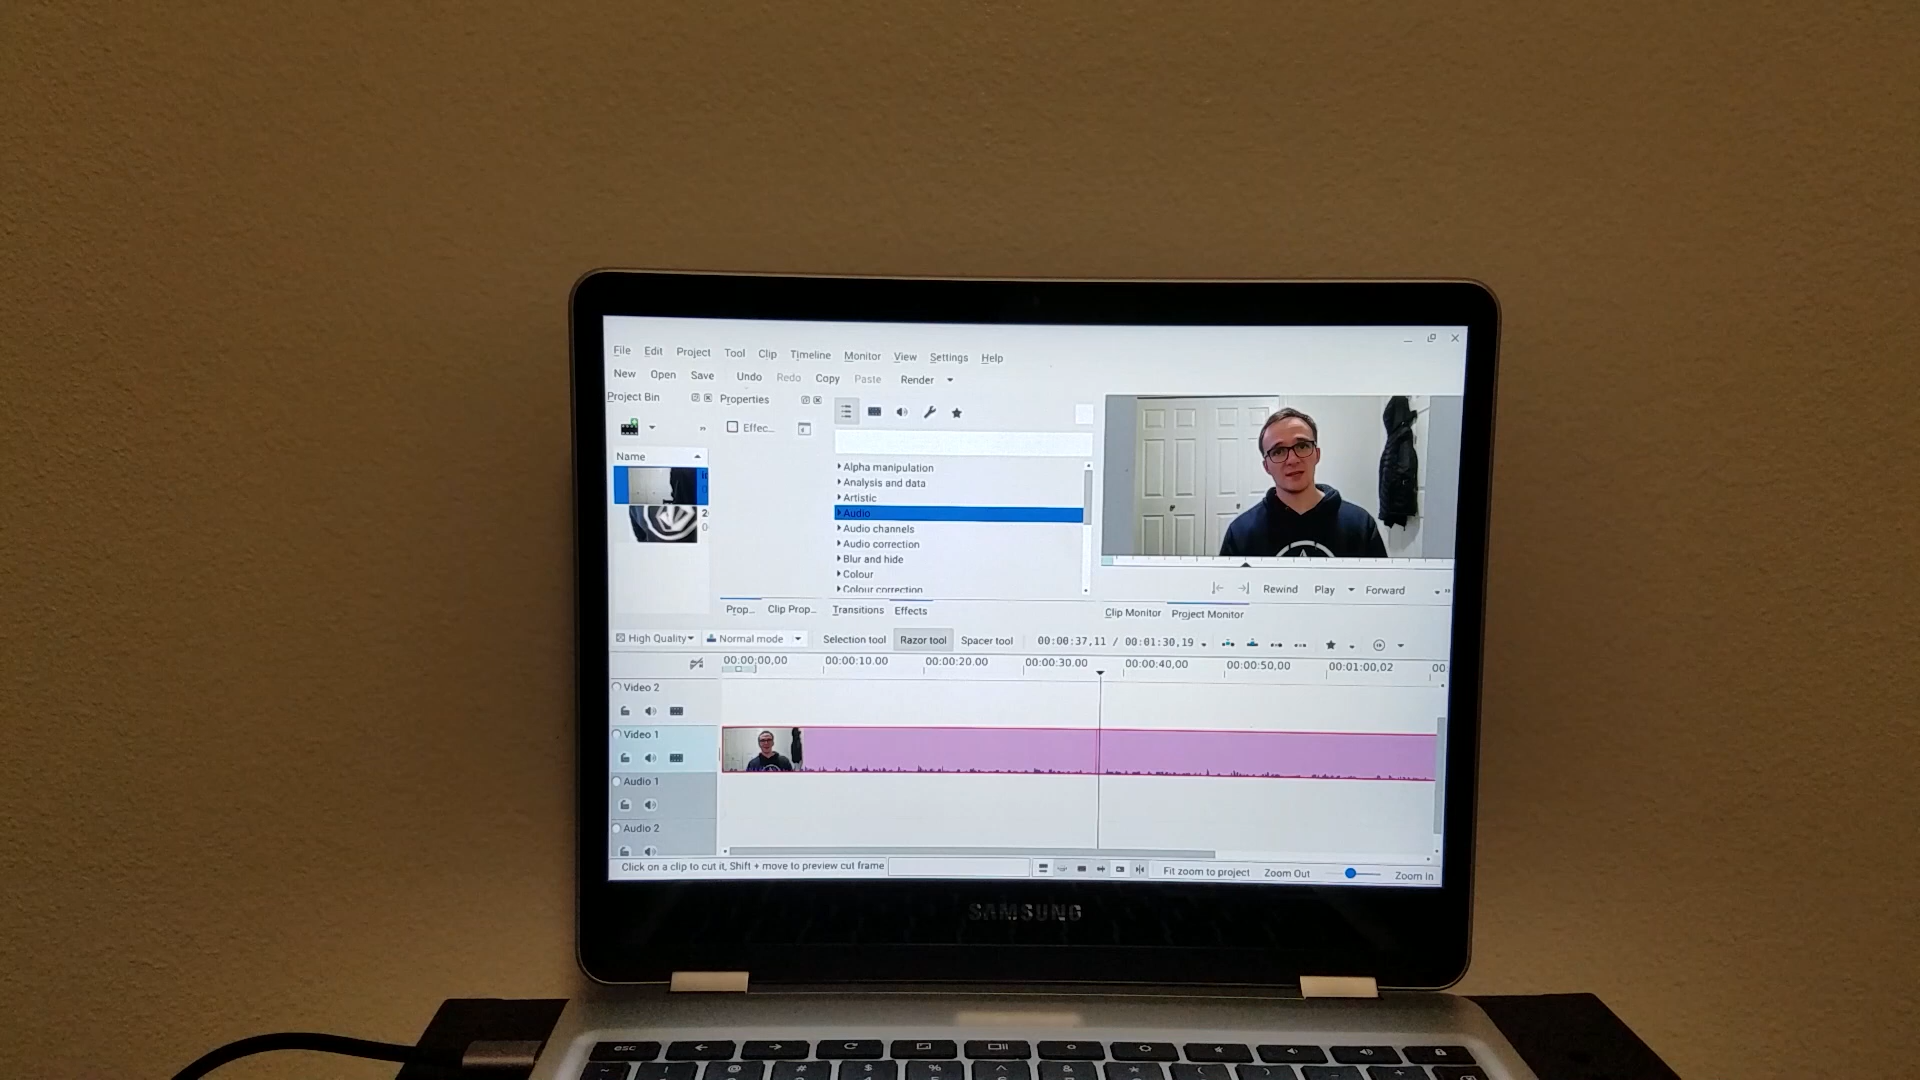 File Edit Project Tool Clip Timeline Monitor View Settings Help
New Open Save Undo Redo Copy Paste Render
Project Bin Properties
Effec...
Name
Alpha manipulation
Analysis and data
Artistic
Audio
Audio channels
Audio correction
Blur and hide
Colour
Colour correction
Rewind Play Forward
Prop... Clip Prop... Transitions Effects Clip Monitor Project Monitor
High Quality Normal mode Selection tool Razor tool Spacer tool 00:00:37,11 / 00:01:30,19
00:00:00,00 00:00:10.00 00:00:20.00 00:00:30.00 00:00:40,00 00:00:50,00 00:01:00,02 00
Video 2
Video 1
Audio 1
Audio 2
Click on a clip to cut it, Shift + move to preview cut frame Fit zoom to project Zoom Out Zoom In
SAMSUNG
esc
~ ! @ # $ % ^ & * ( ) _ +